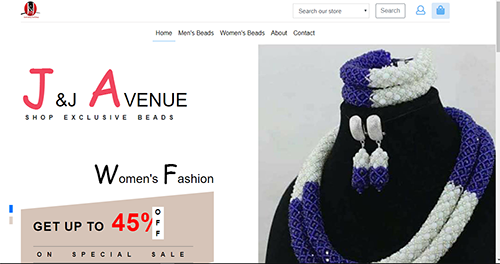 Search our store Search
Home Men's Beads Women's Beads About Contact
J & J AVENUE
SHOP EXCLUSIVE BEADS
Women's Fashion
GET UP TO 45% OFF
ON SPECIAL SALE